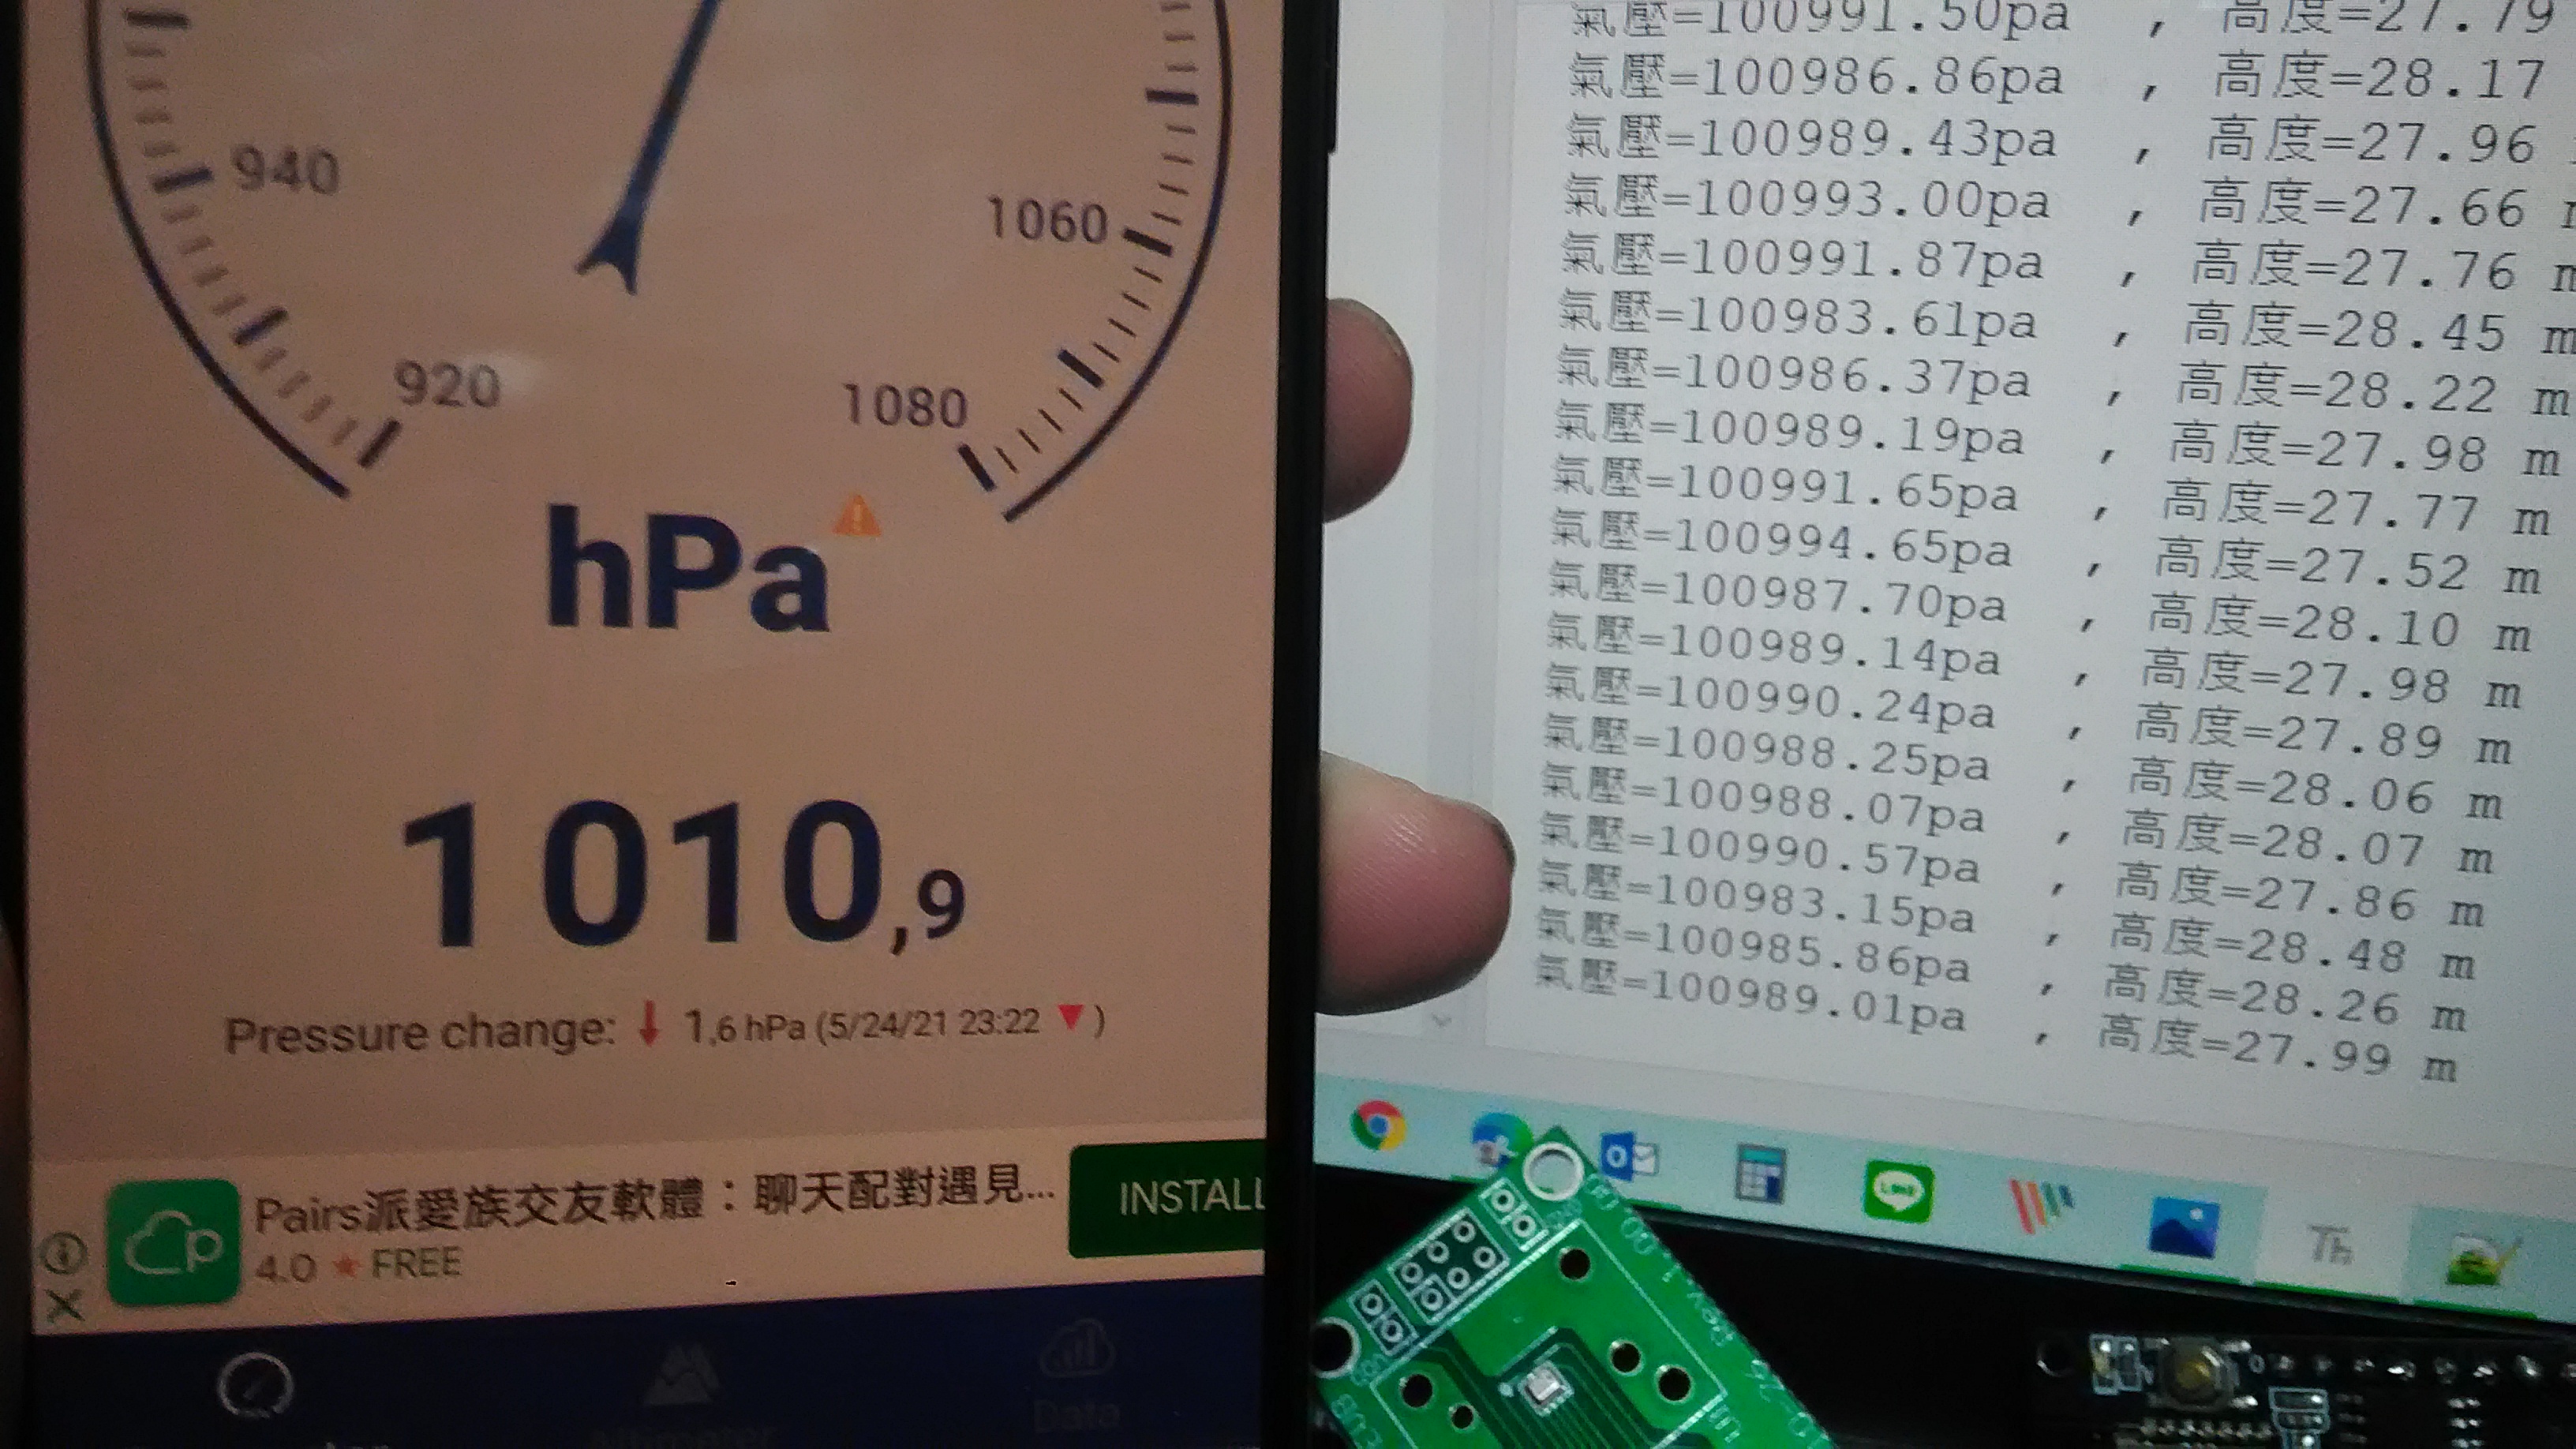 940
920
1060
1080
hPa
1010,9
Pressure change: ↓ 1,6 hPa (5/24/21 23:22 ▼)
Pairs派愛族交友軟體：聊天配對遇見...
4.0 ★ FREE
INSTALL
氣壓=100991.50pa , 高度=27.79
氣壓=100986.86pa , 高度=28.17
氣壓=100989.43pa , 高度=27.96
氣壓=100993.00pa , 高度=27.66 m
氣壓=100991.87pa , 高度=27.76 m
氣壓=100983.61pa , 高度=28.45 m
氣壓=100986.37pa , 高度=28.22 m
氣壓=100989.19pa , 高度=27.98 m
氣壓=100991.65pa , 高度=27.77 m
氣壓=100994.65pa , 高度=27.52 m
氣壓=100987.70pa , 高度=28.10 m
氣壓=100989.14pa , 高度=27.98 m
氣壓=100990.24pa , 高度=27.89 m
氣壓=100988.25pa , 高度=28.06 m
氣壓=100988.07pa , 高度=28.07 m
氣壓=100990.57pa , 高度=27.86 m
氣壓=100983.15pa , 高度=28.48 m
氣壓=100985.86pa , 高度=28.26 m
氣壓=100989.01pa , 高度=27.99 m
Data